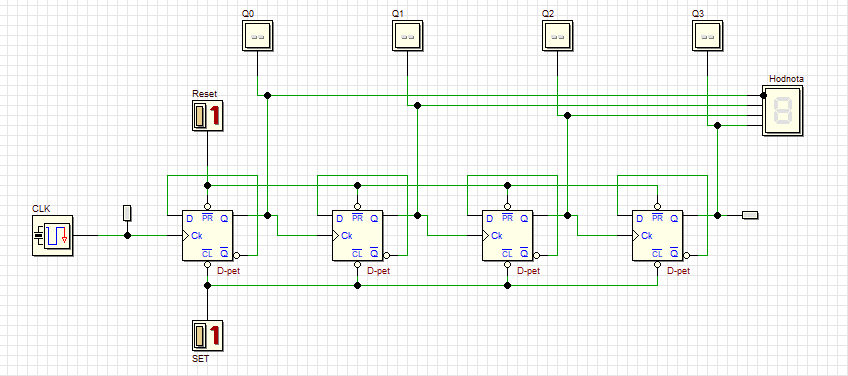 Q0 Q1 Q2 Q3
-- -- -- --
Hodnota
8
Reset
1
CLK
D PR Q D PR Q D PR Q D PR Q
Ck Ck Ck Ck
CL Q CL Q CL Q CL Q
D-pet D-pet D-pet D-pet
1
SET